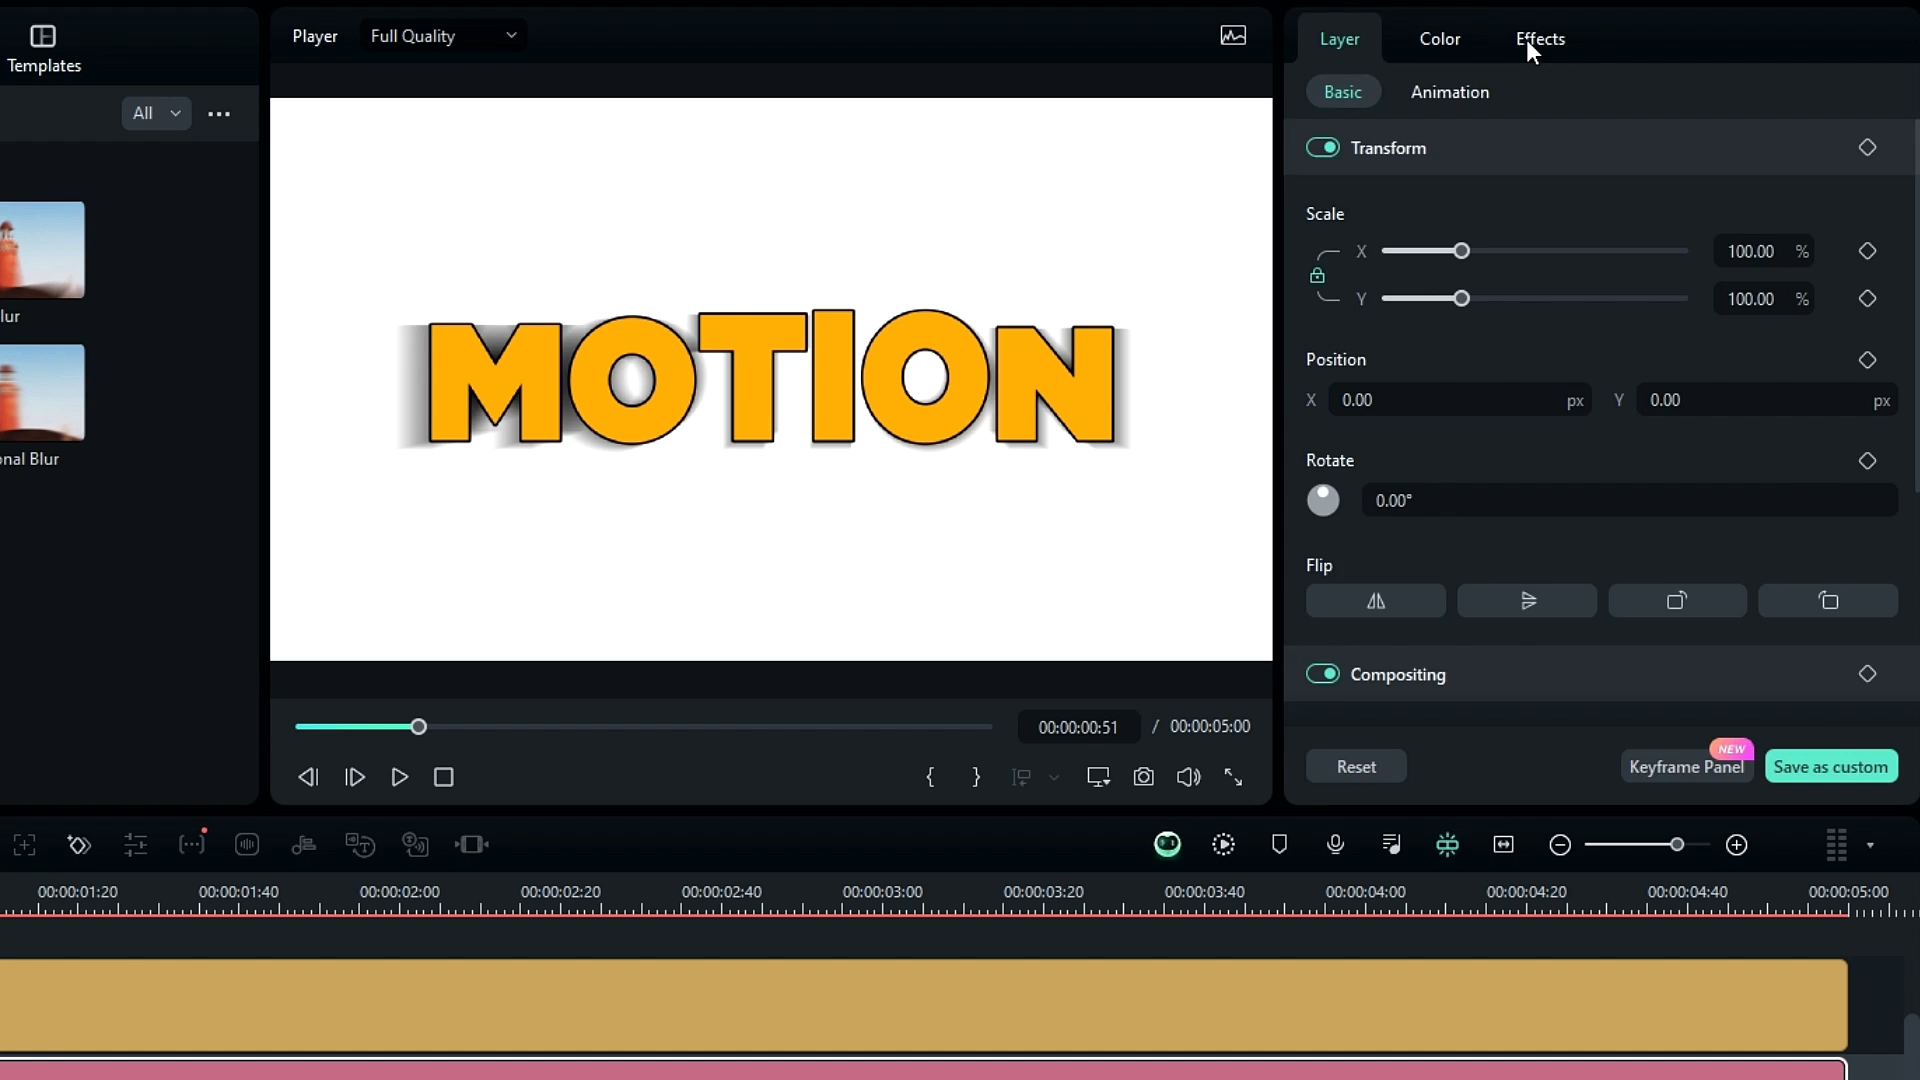 Templates
All
lur
onal Blur
Player
Full Quality
MOTION
00:00:00:51 / 00:00:05:00
{ }
Layer
Color
Effects
Basic
Animation
Transform
Scale
X 100.00 %
Y 100.00 %
Position
X 0.00 px Y 0.00 px
Rotate
0.00°
Flip
Compositing
Reset
NEW
Keyframe Panel
Save as custom
00:00:01:20 00:00:01:40 00:00:02:00 00:00:02:20 00:00:02:40 00:00:03:00 00:00:03:20 00:00:03:40 00:00:04:00 00:00:04:20 00:00:04:40 00:00:05:00